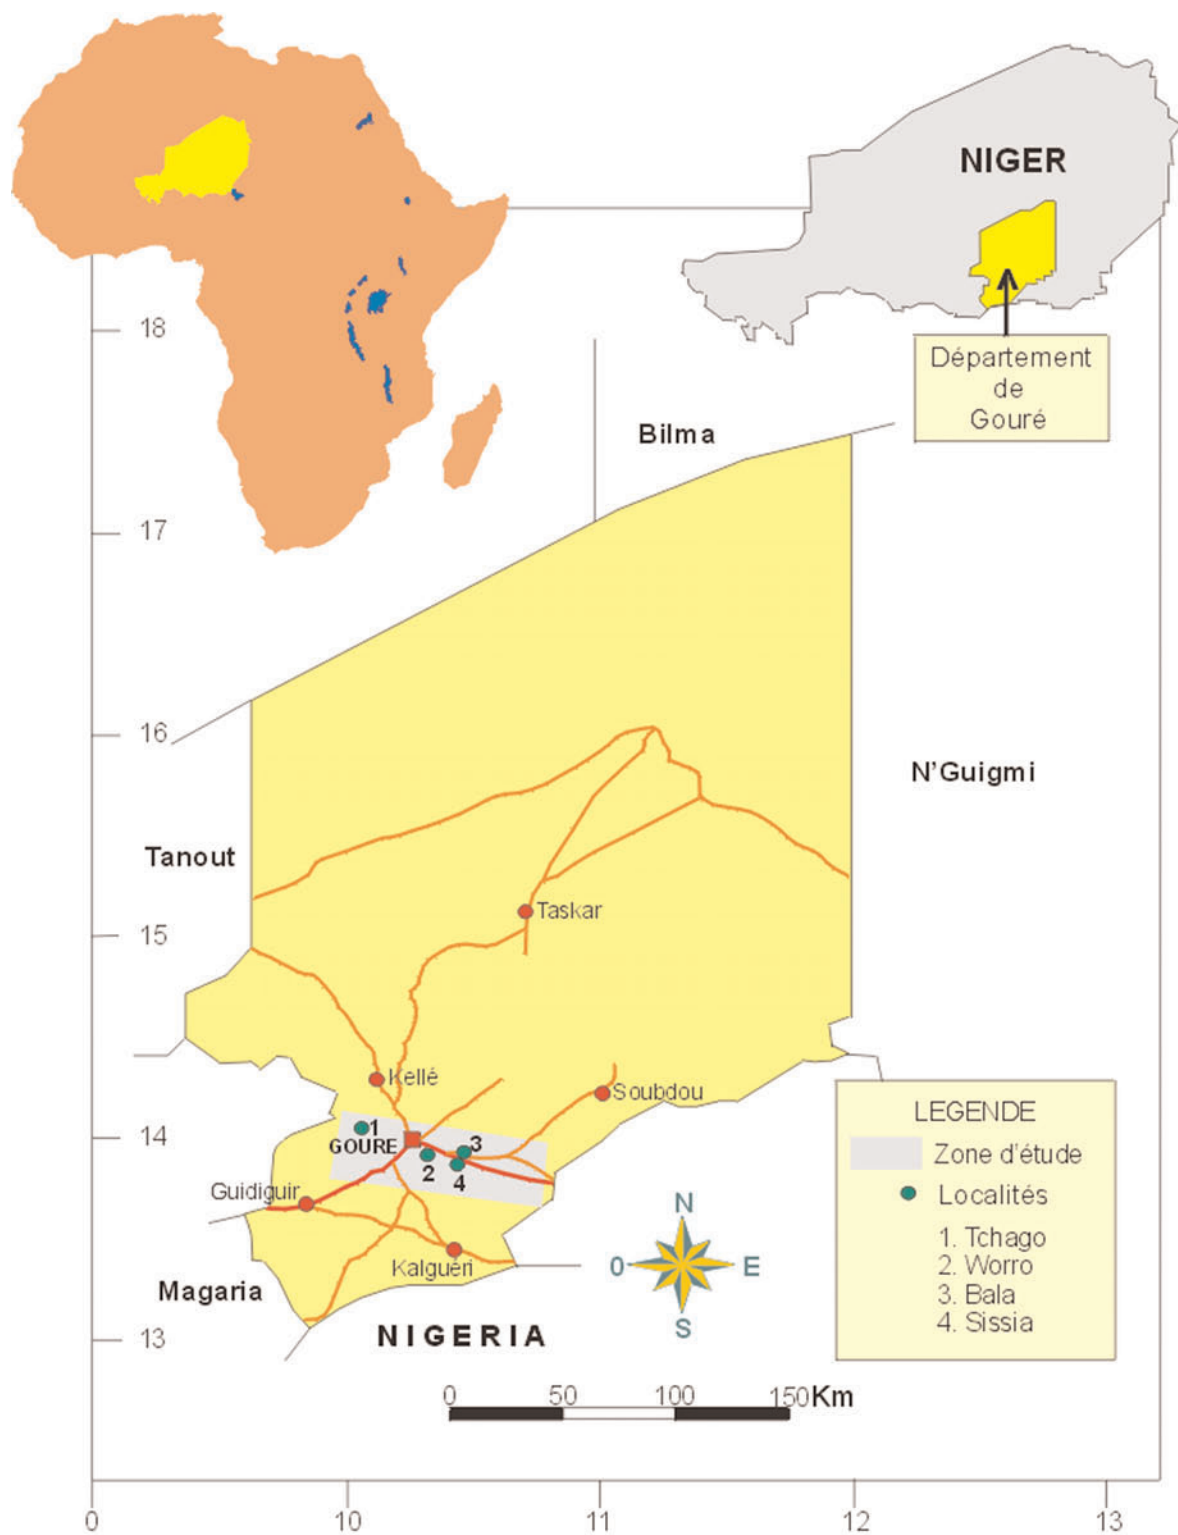 NIGER
Département
de
Gouré
18
Bilma
17
16
N'Guigmi
Tanout
Taskar
15
Kellé
Soubdou
LEGENDE
Zone d'étude
Localités
1. Tchago
2. Worro
3. Bala
4. Sissia
14
1
GOURE
3
2
4
Guidiguir
N
0
E
S
Kalguéri
Magaria
NIGERIA
13
0
50
100
150Km
0
10
11
12
13